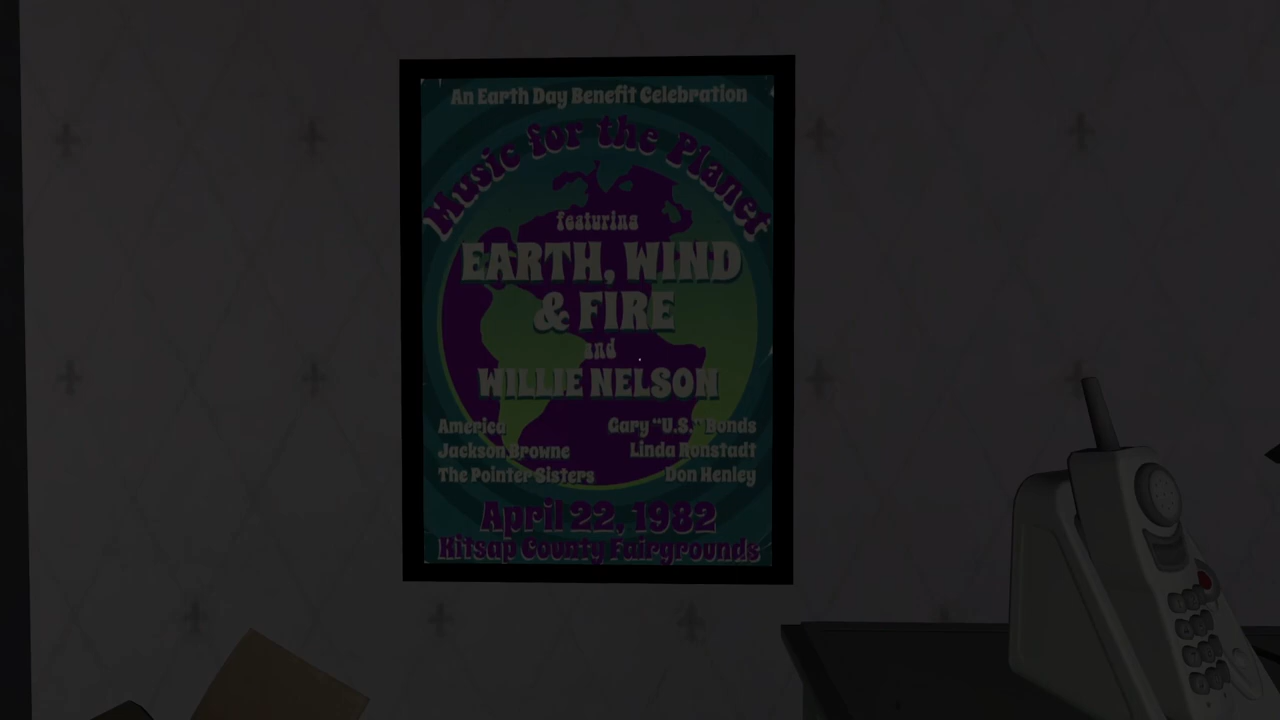 An Earth Day Benefit Celebration
Music for the Planet
featuring
EARTH, WIND
& FIRE
and
WILLIE NELSON
America
Jackson Browne
The Pointer Sisters
Gary "U.S." Bonds
Linda Ronstadt
Don Henley
April 22, 1982
Kitsap County Fairgrounds